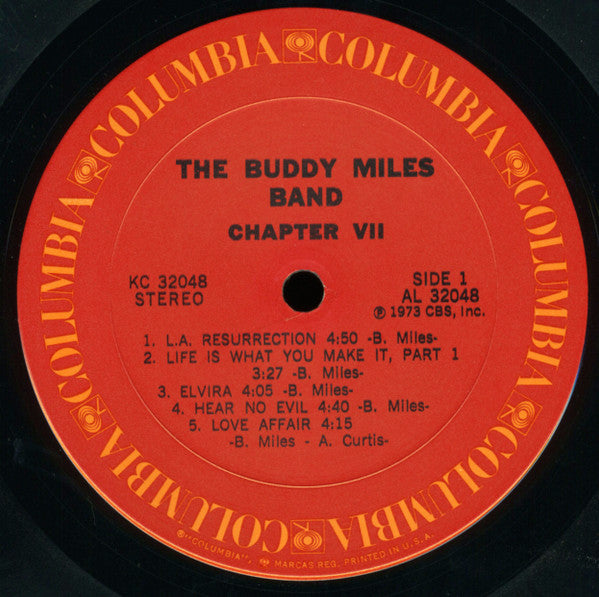 COLUMBIA COLUMBIA COLUMBIA COLUMBIA COLUMBIA COLUMBIA
THE BUDDY MILES
BAND
CHAPTER VII
KC 32048
STEREO
SIDE 1
AL 32048
Ⓟ 1973 CBS, Inc.
1. L.A. RESURRECTION 4:50 -B. Miles-
2. LIFE IS WHAT YOU MAKE IT, PART 1
3:27 -B. Miles-
3. ELVIRA 4:05 -B. Miles-
4. HEAR NO EVIL 4:40 -B. Miles-
5. LOVE AFFAIR 4:15
-B. Miles - A. Curtis-
®"COLUMBIA", MARCAS REG. PRINTED IN U.S.A.